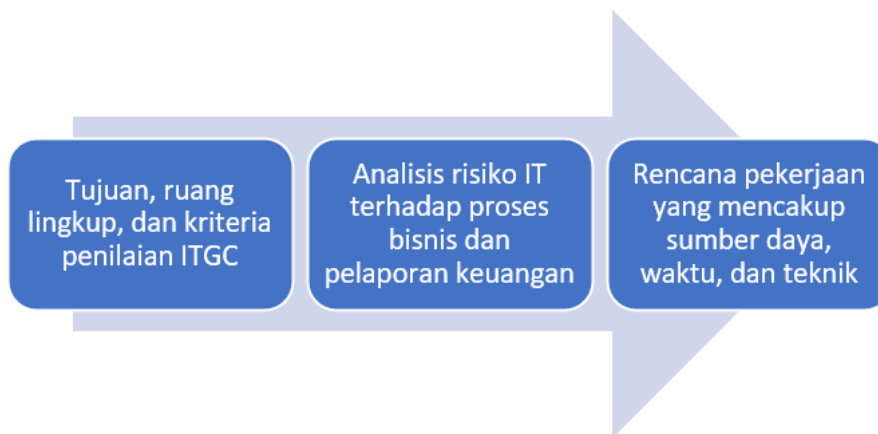 Tujuan, ruang
lingkup, dan kriteria
penilaian ITGC
Analisis risiko IT
terhadap proses
bisnis dan
pelaporan keuangan
Rencana pekerjaan
yang mencakup
sumber daya,
waktu, dan teknik